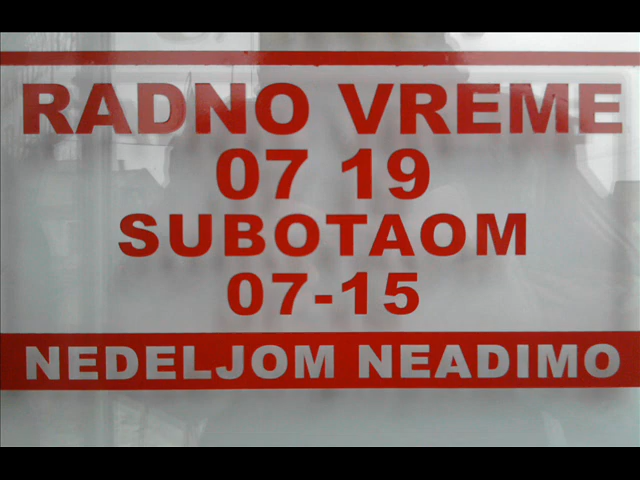 RADNO VREME
07 19
SUBOTAOM
07-15
NEDELJOM NEADIMO